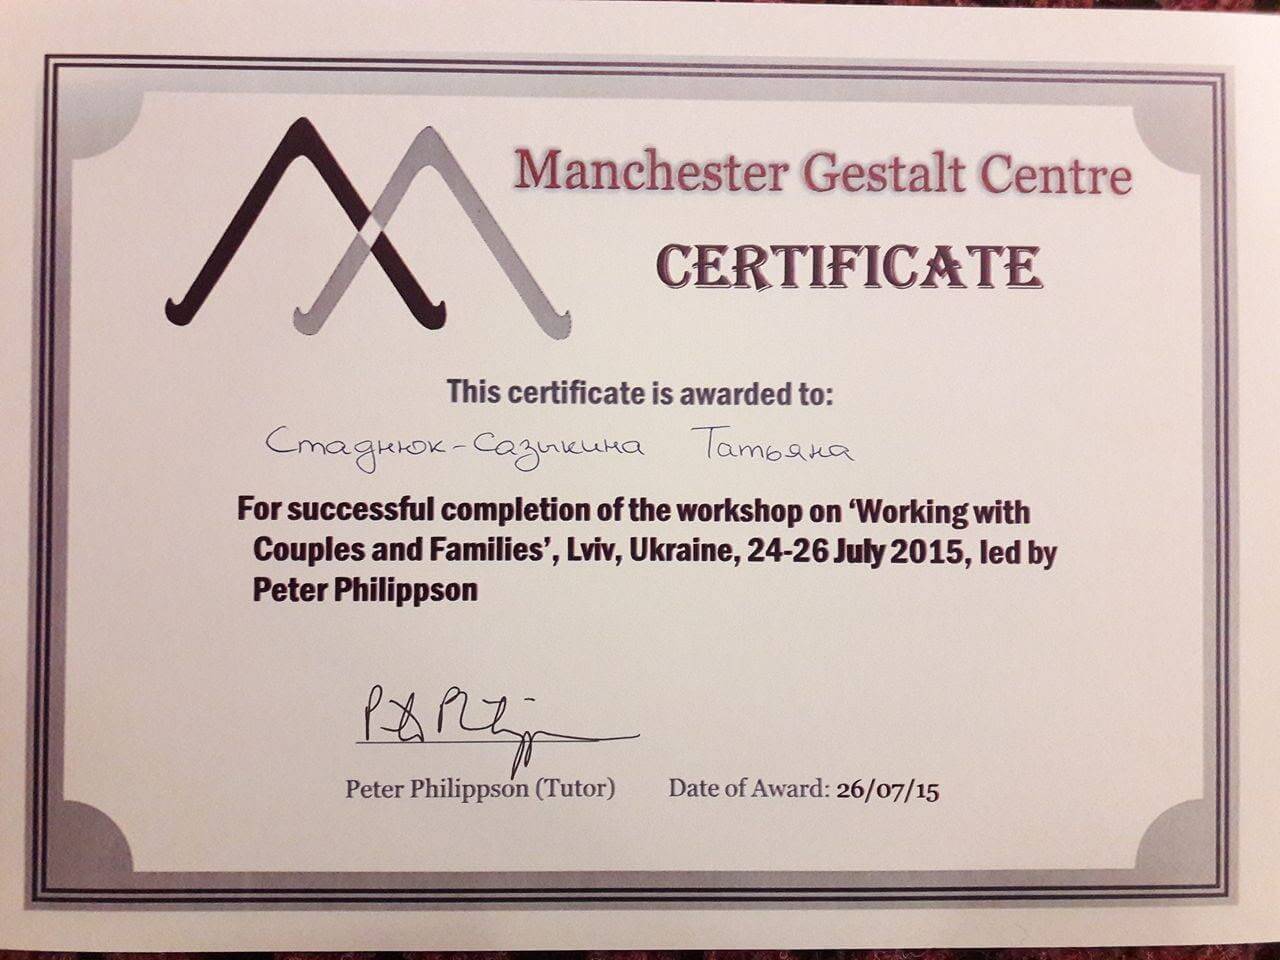 Manchester Gestalt Centre
CERTIFICATE
This certificate is awarded to:
Стаднюк-Сазыкина Татьяна
For successful completion of the workshop on ‘Working with
Couples and Families’, Lviv, Ukraine, 24-26 July 2015, led by
Peter Philippson
Peter Philippson (Tutor) Date of Award: 26/07/15